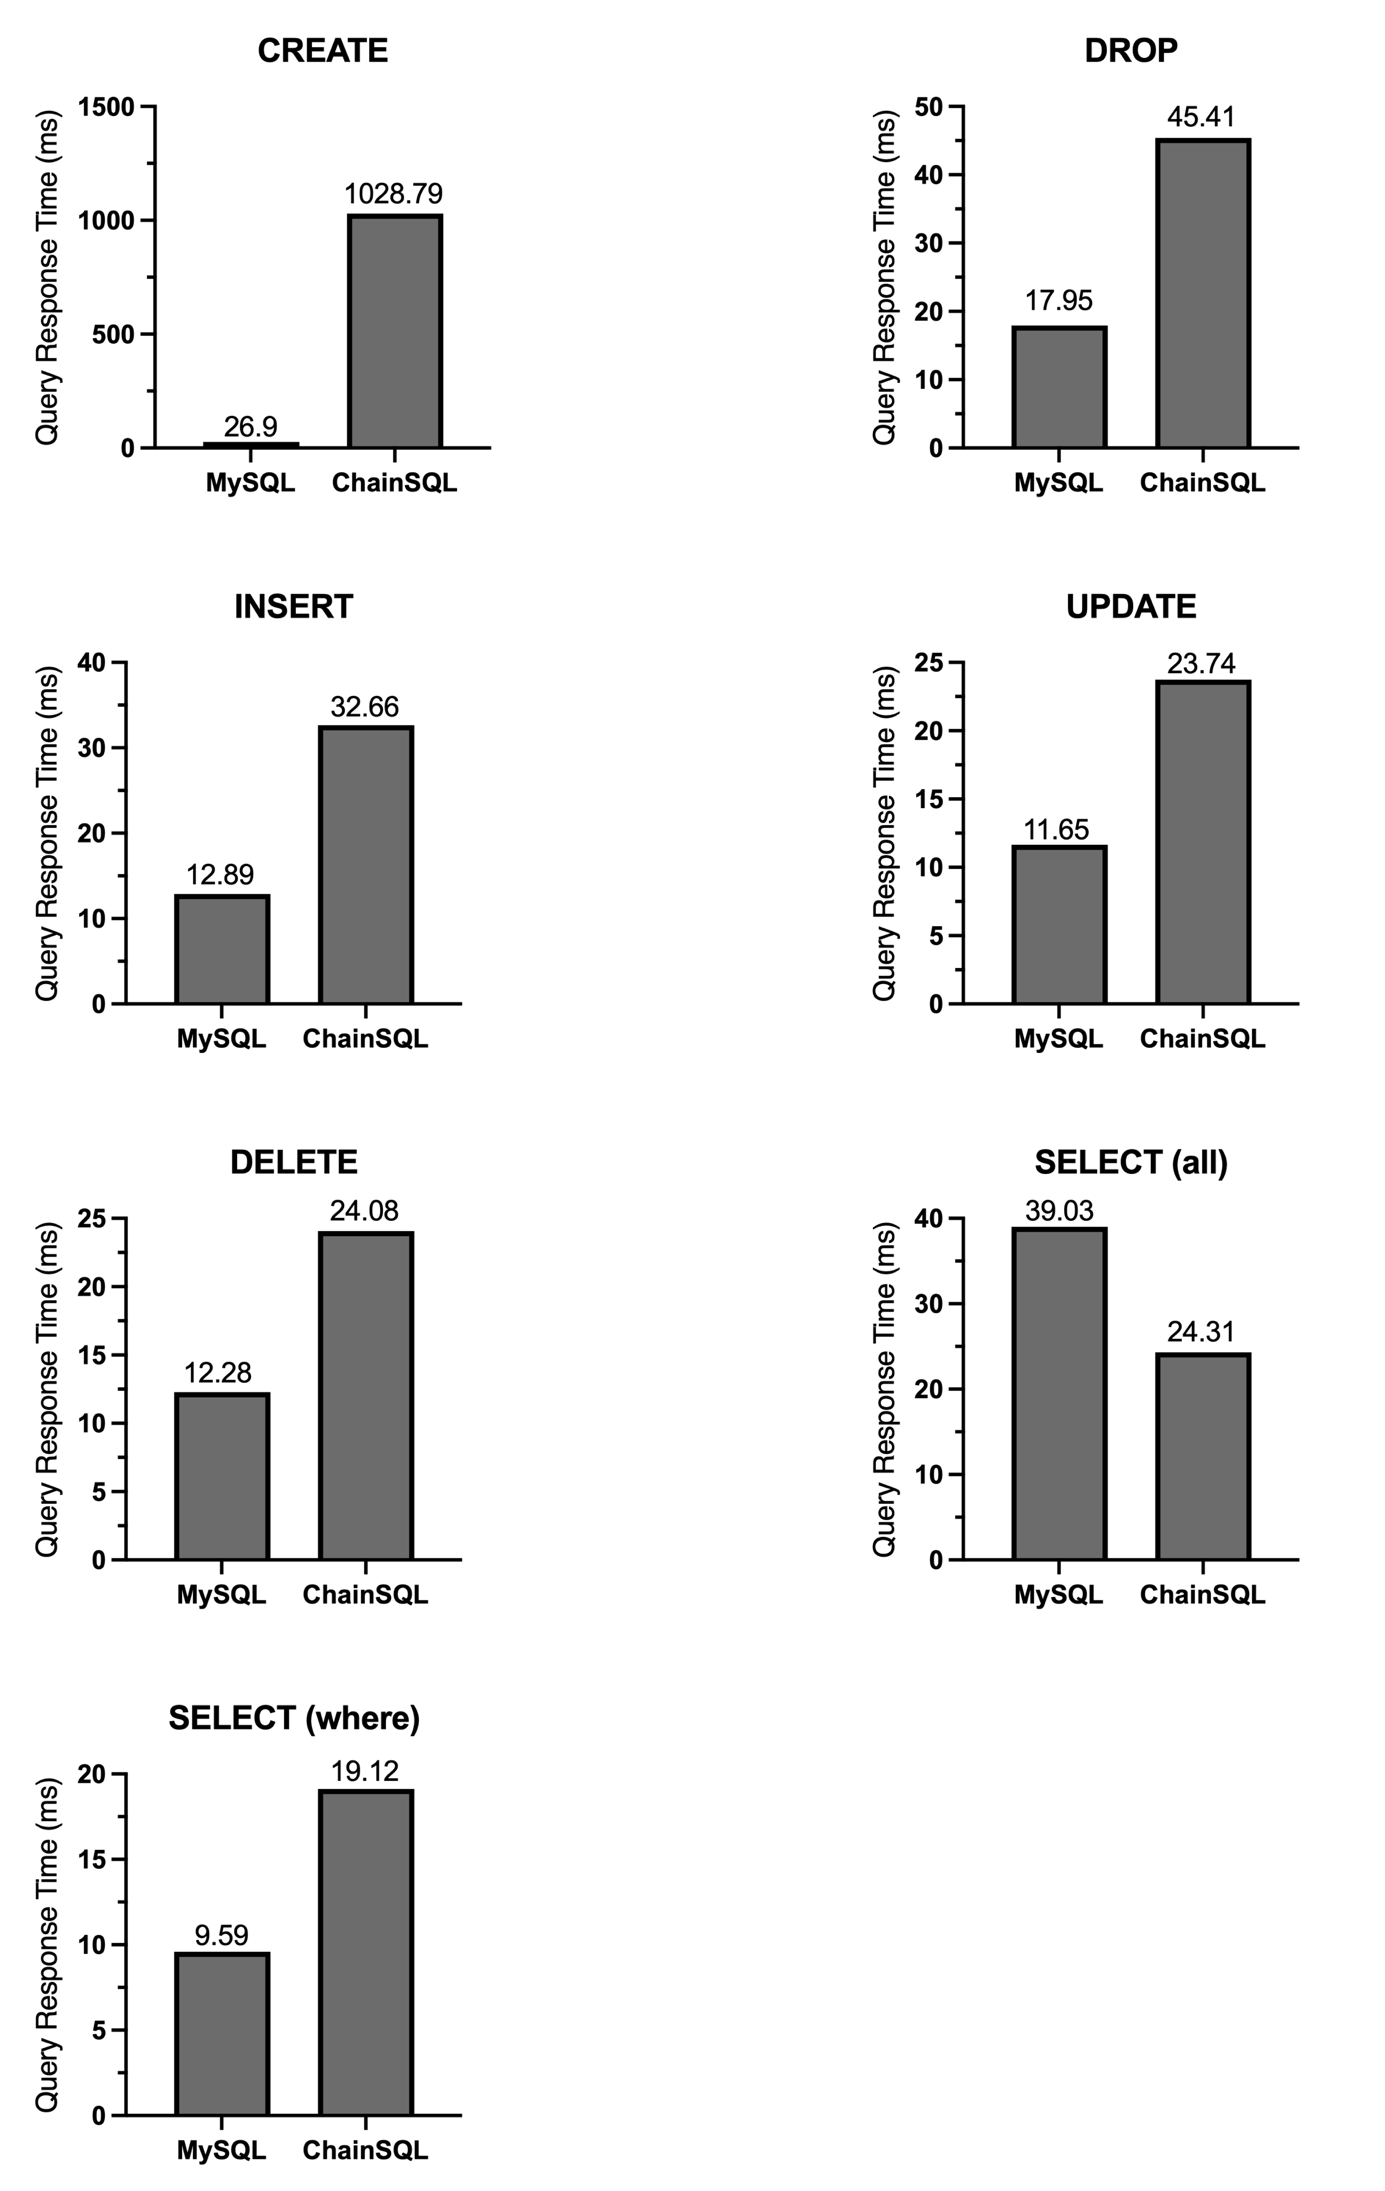 CREATE
Query Response Time (ms)
1500
1000
500
0
26.9
1028.79
MySQL ChainSQL
DROP
Query Response Time (ms)
50
40
30
20
10
0
17.95
45.41
MySQL ChainSQL
INSERT
Query Response Time (ms)
40
30
20
10
0
12.89
32.66
MySQL ChainSQL
UPDATE
Query Response Time (ms)
25
20
15
10
5
0
11.65
23.74
MySQL ChainSQL
DELETE
Query Response Time (ms)
25
20
15
10
5
0
12.28
24.08
MySQL ChainSQL
SELECT (all)
Query Response Time (ms)
40
30
20
10
0
39.03
24.31
MySQL ChainSQL
SELECT (where)
Query Response Time (ms)
20
15
10
5
0
9.59
19.12
MySQL ChainSQL